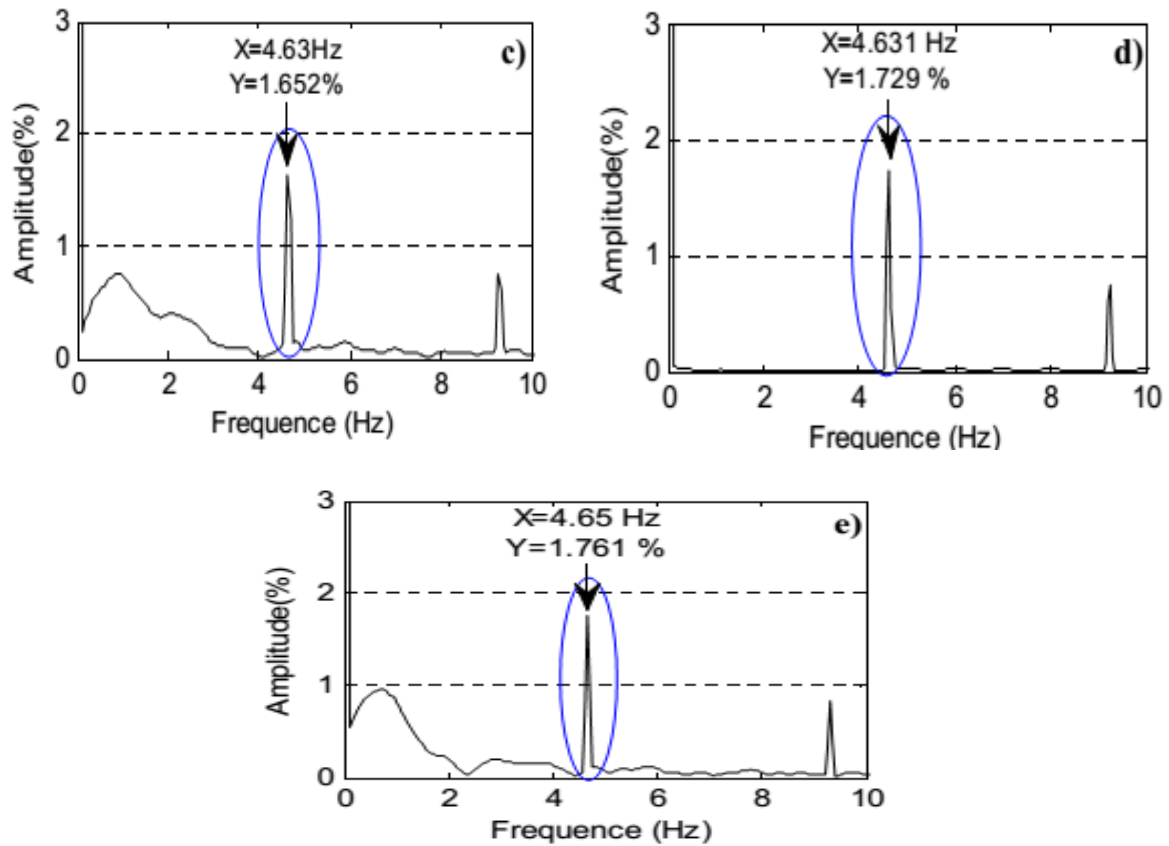 c)
X=4.63Hz
Y=1.652%
Amplitude(%)
3
2
1
0
0 2 4 6 8 10
Frequence (Hz)
d)
X=4.631 Hz
Y=1.729 %
Amplitude(%)
3
2
1
0
0 2 4 6 8 10
Frequence (Hz)
e)
X=4.65 Hz
Y=1.761 %
Amplitude(%)
3
2
1
0
0 2 4 6 8 10
Frequence (Hz)